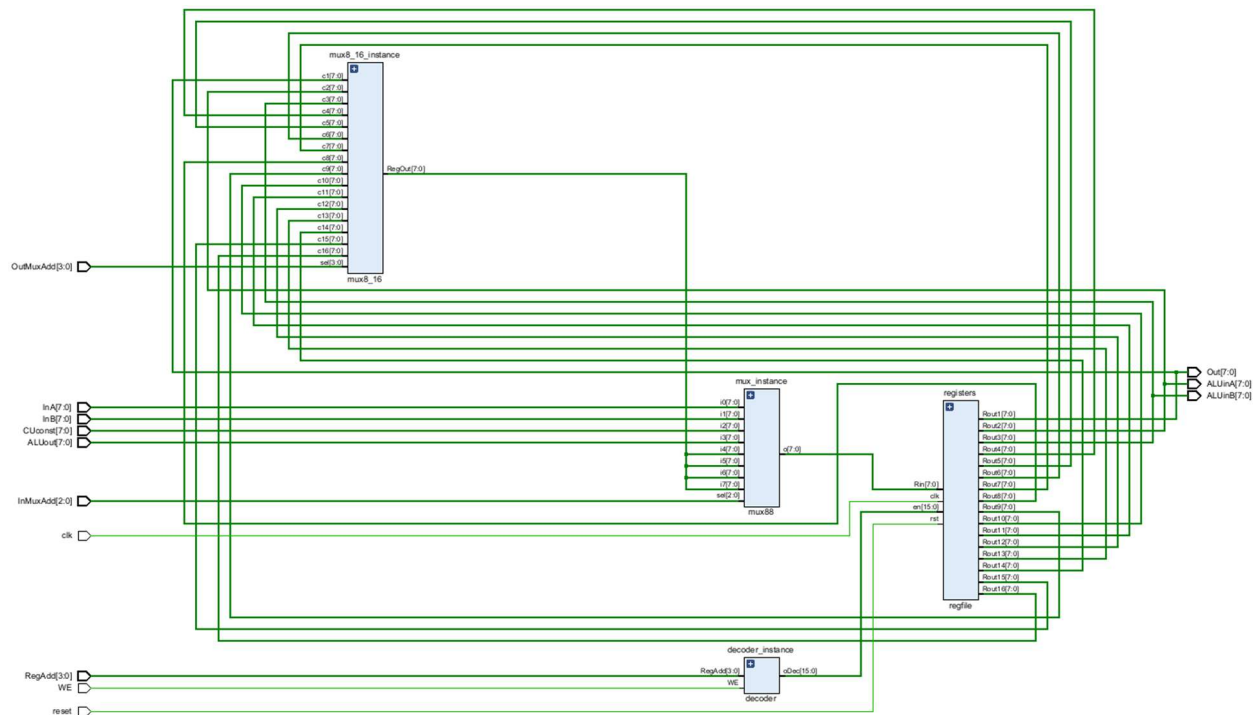 mux8_16_instance
c1[7:0]
c2[7:0]
c3[7:0]
c4[7:0]
c5[7:0]
c6[7:0]
c7[7:0]
c8[7:0]
c9[7:0]
c10[7:0]
c11[7:0]
c12[7:0]
c13[7:0]
c14[7:0]
c15[7:0]
c16[7:0]
sel[3:0]
RegOut[7:0]
mux8_16
OutMuxAdd[3:0]
InA[7:0]
InB[7:0]
CUconst[7:0]
ALUout[7:0]
InMuxAdd[2:0]
clk
mux_instance
i0[7:0]
i1[7:0]
i2[7:0]
i3[7:0]
i4[7:0]
i5[7:0]
i6[7:0]
i7[7:0]
sel[2:0]
o[7:0]
mux88
registers
Rin[7:0]
clk
en[15:0]
rst
Rout1[7:0]
Rout2[7:0]
Rout3[7:0]
Rout4[7:0]
Rout5[7:0]
Rout6[7:0]
Rout7[7:0]
Rout8[7:0]
Rout9[7:0]
Rout10[7:0]
Rout11[7:0]
Rout12[7:0]
Rout13[7:0]
Rout14[7:0]
Rout15[7:0]
Rout16[7:0]
regfile
Out[7:0]
ALUinA[7:0]
ALUinB[7:0]
decoder_instance
RegAdd[3:0]
WE
oDec[15:0]
decoder
RegAdd[3:0]
WE
reset